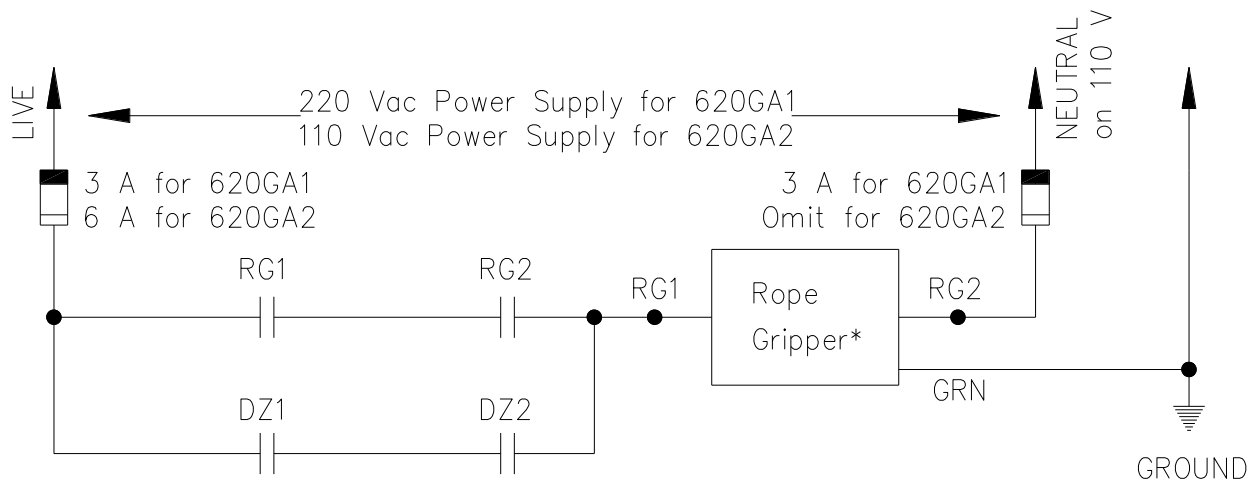 LIVE
220 Vac Power Supply for 620GA1
110 Vac Power Supply for 620GA2
NEUTRAL
on 110 V
3 A for 620GA1
6 A for 620GA2
3 A for 620GA1
Omit for 620GA2
RG1
RG2
RG1
Rope
Gripper*
RG2
GRN
DZ1
DZ2
GROUND